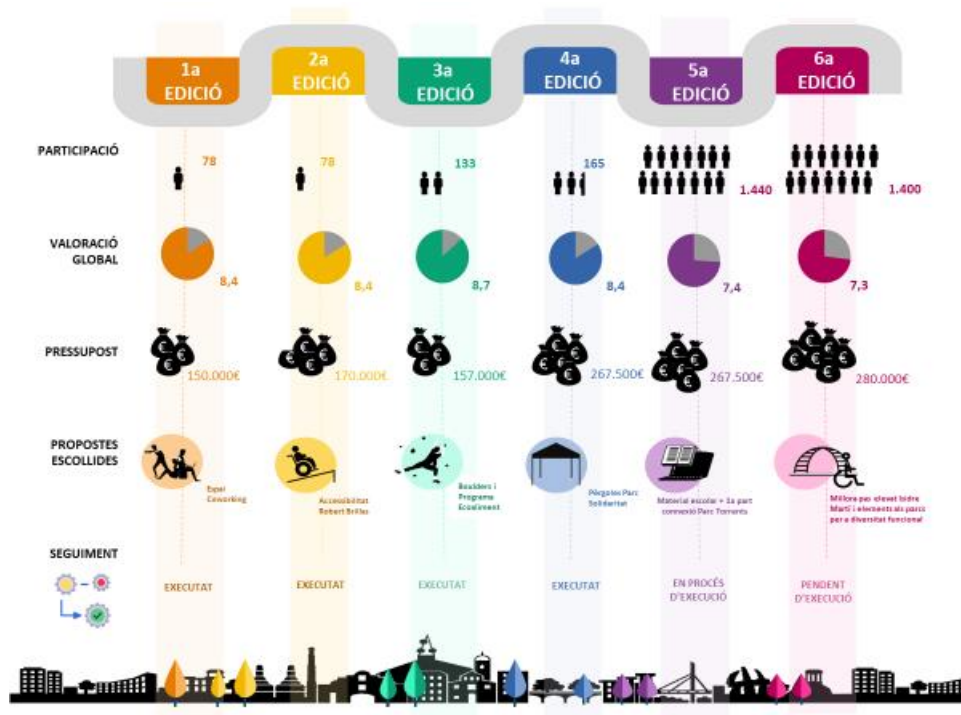 1a
EDICIÓ
2a
EDICIÓ
3a
EDICIÓ
4a
EDICIÓ
5a
EDICIÓ
6a
EDICIÓ
PARTICIPACIÓ
78
78
133
165
1.440
1.400
VALORACIÓ
GLOBAL
8,4
8,4
8,7
8,4
7,4
7,3
PRESSUPOST
150.000€
170.000€
157.000€
267.500€
267.500€
280.000€
PROPOSTES
ESCOLLIDES
Espai
Coworking
Accessibilitat
Robert Brillas
Boulders i
Programa
Ecoaliment
Pèrgoles Parc
Solidaritat
Material escolar + 1a part
connexió Parc Torrents
Millora pas elevat Isidre
Martí i elements als parcs
per a diversitat funcional
SEGUIMENT
EXECUTAT
EXECUTAT
EXECUTAT
EXECUTAT
EN PROCÉS
D'EXECUCIÓ
PENDENT
D'EXECUCIÓ